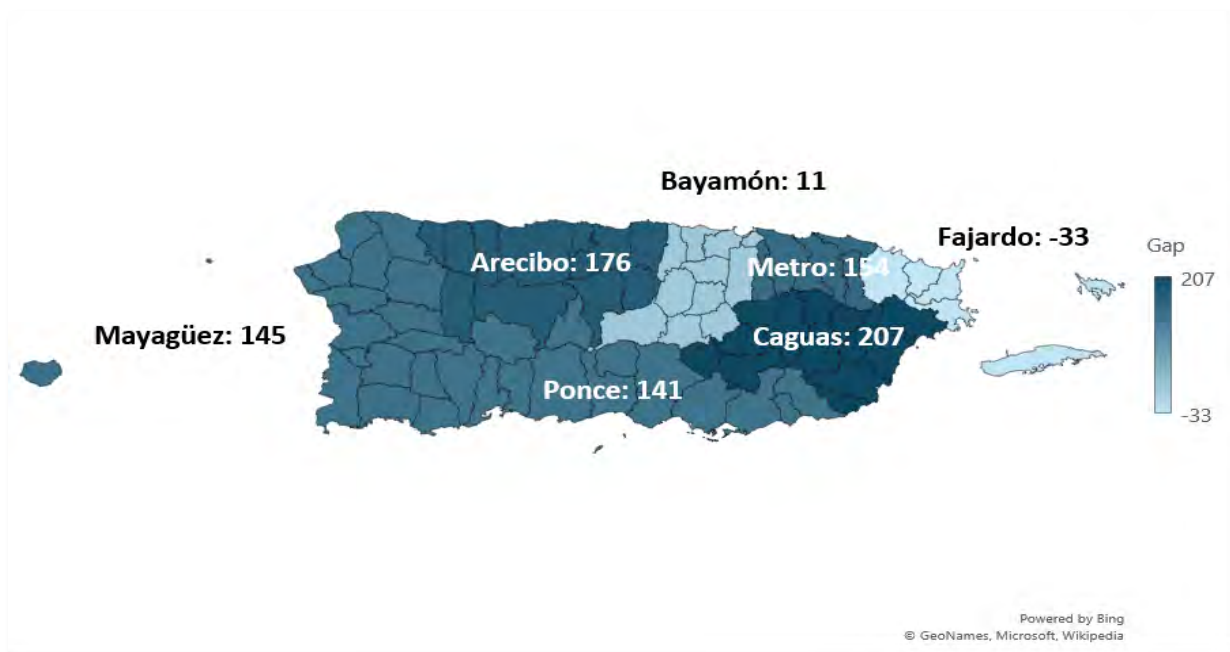 Bayamón: 11
Fajardo: -33
Gap
Arecibo: 176
Metro: 154
207
Mayagüez: 145
Caguas: 207
Ponce: 141
-33
Powered by Bing
© GeoNames, Microsoft, Wikipedia